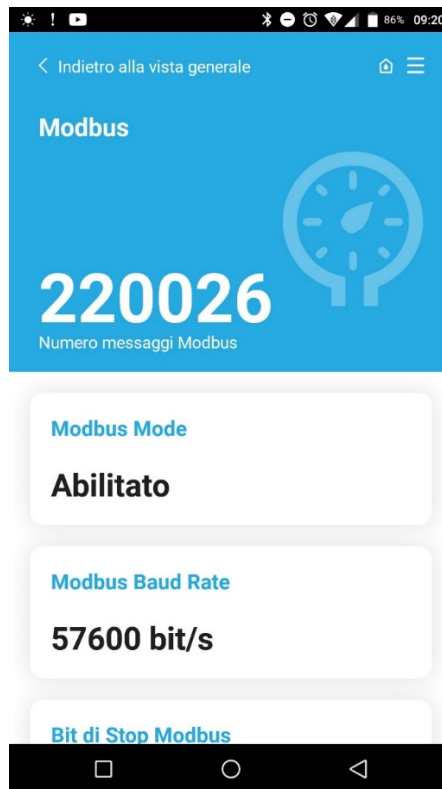 ! 86% 09:20
Indietro alla vista generale
Modbus
220026
Numero messaggi Modbus
Modbus Mode
Abilitato
Modbus Baud Rate
57600 bit/s
Bit di Stop Modbus